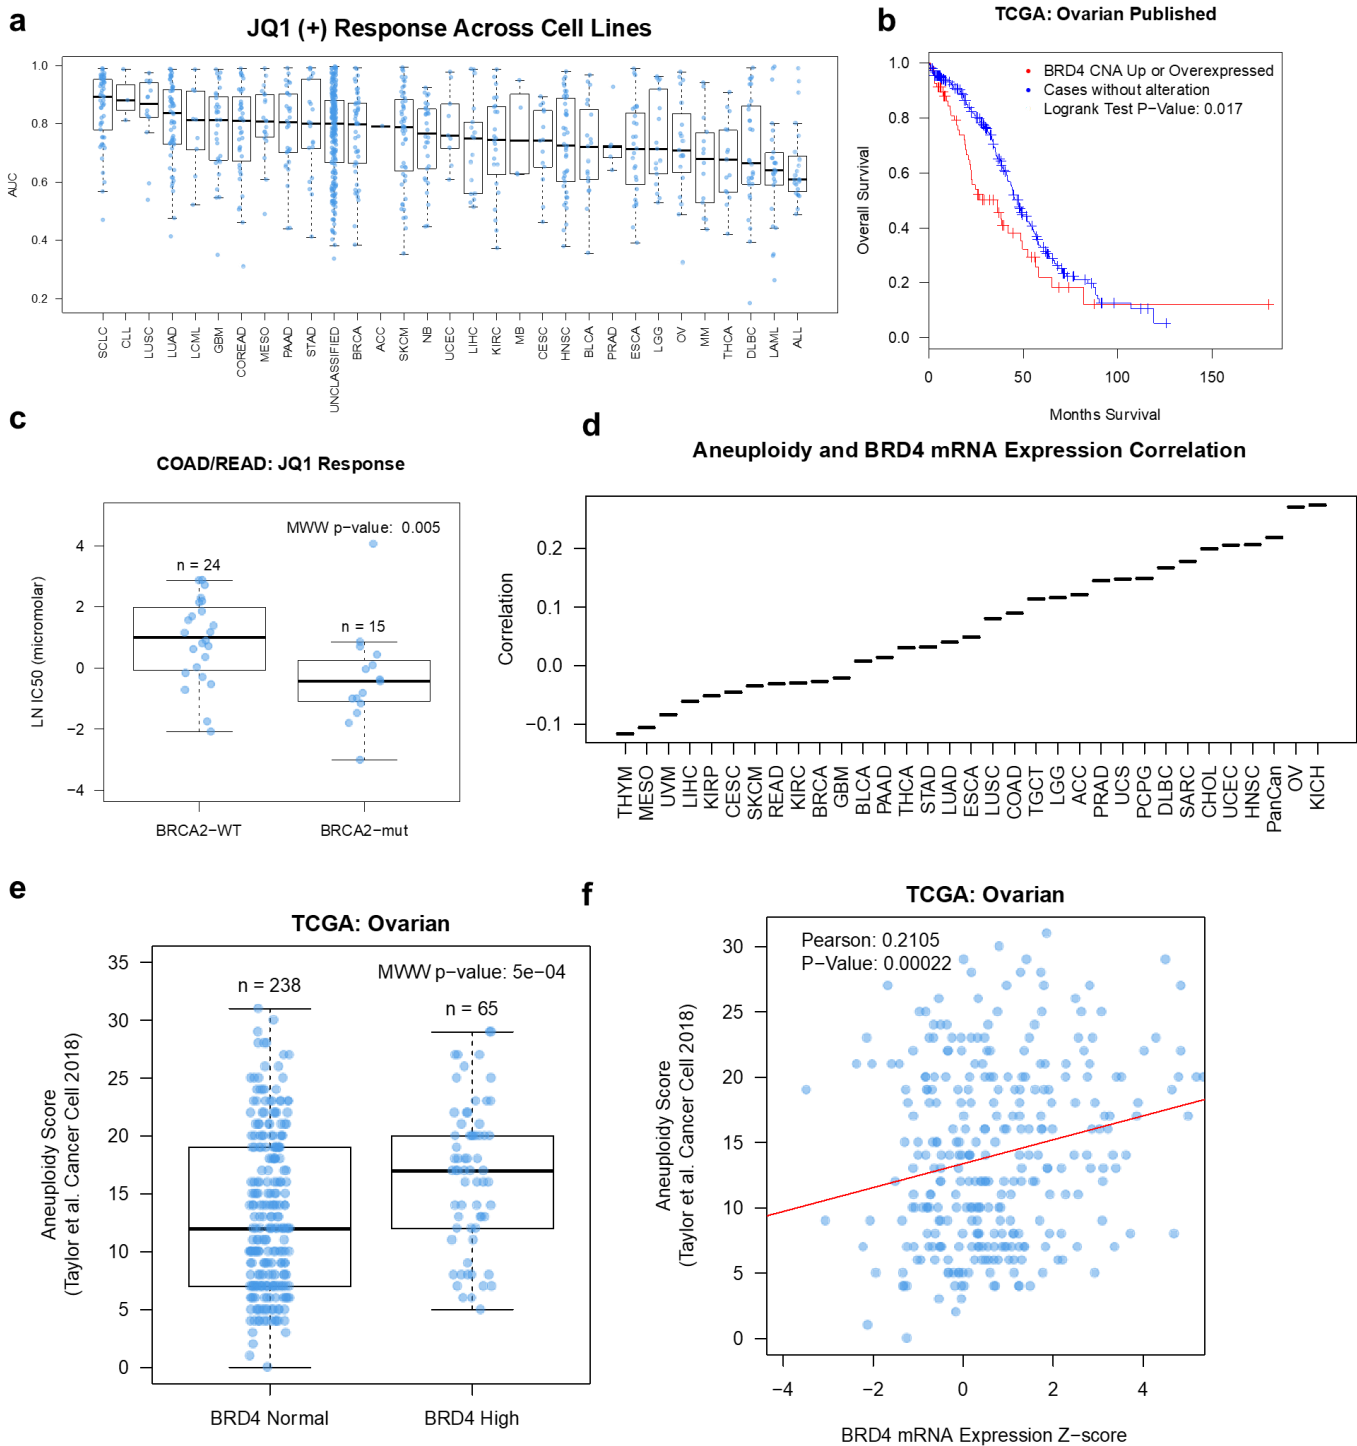 a
JQ1 (+) Response Across Cell Lines
AUC
1.0
0.8
0.6
0.4
0.2
SCLC
CLL
LUSC
LUAD
LCML
GBM
COREAD
MESO
PAAD
STAD
UNCLASSIFIED
BRCA
ACC
SKCM
NB
UCEC
LIHC
KIRC
MB
CESC
HNSC
BLCA
PRAD
ESCA
LGG
OV
MM
THCA
DLBC
LAML
ALL
b
TCGA: Ovarian Published
BRD4 CNA Up or Overexpressed
Cases without alteration
Logrank Test P-Value: 0.017
Overall Survival
1.0
0.8
0.6
0.4
0.2
0.0
0
50
100
150
Months Survival
c
COAD/READ: JQ1 Response
MWW p-value: 0.005
n = 24
n = 15
LN IC50 (micromolar)
4
2
0
−2
−4
BRCA2-WT
BRCA2-mut
d
Aneuploidy and BRD4 mRNA Expression Correlation
Correlation
0.2
0.1
0.0
−0.1
THYM
MESO
UVM
LIHC
KIRP
CESC
SKCM
READ
KIRC
BRCA
GBM
BLCA
PAAD
THCA
STAD
LUAD
ESCA
LUSC
COAD
TGCT
LGG
ACC
PRAD
UCS
PCPG
DLBC
SARC
CHOL
UCEC
HNSC
PanCan
OV
KICH
e
TCGA: Ovarian
MWW p-value: 5e-04
n = 238
n = 65
Aneuploidy Score
(Taylor et al. Cancer Cell 2018)
35
30
25
20
15
10
5
0
BRD4 Normal
BRD4 High
f
TCGA: Ovarian
Pearson: 0.2105
P-Value: 0.00022
Aneuploidy Score
(Taylor et al. Cancer Cell 2018)
30
25
20
15
10
5
0
−4
−2
0
2
4
BRD4 mRNA Expression Z-score